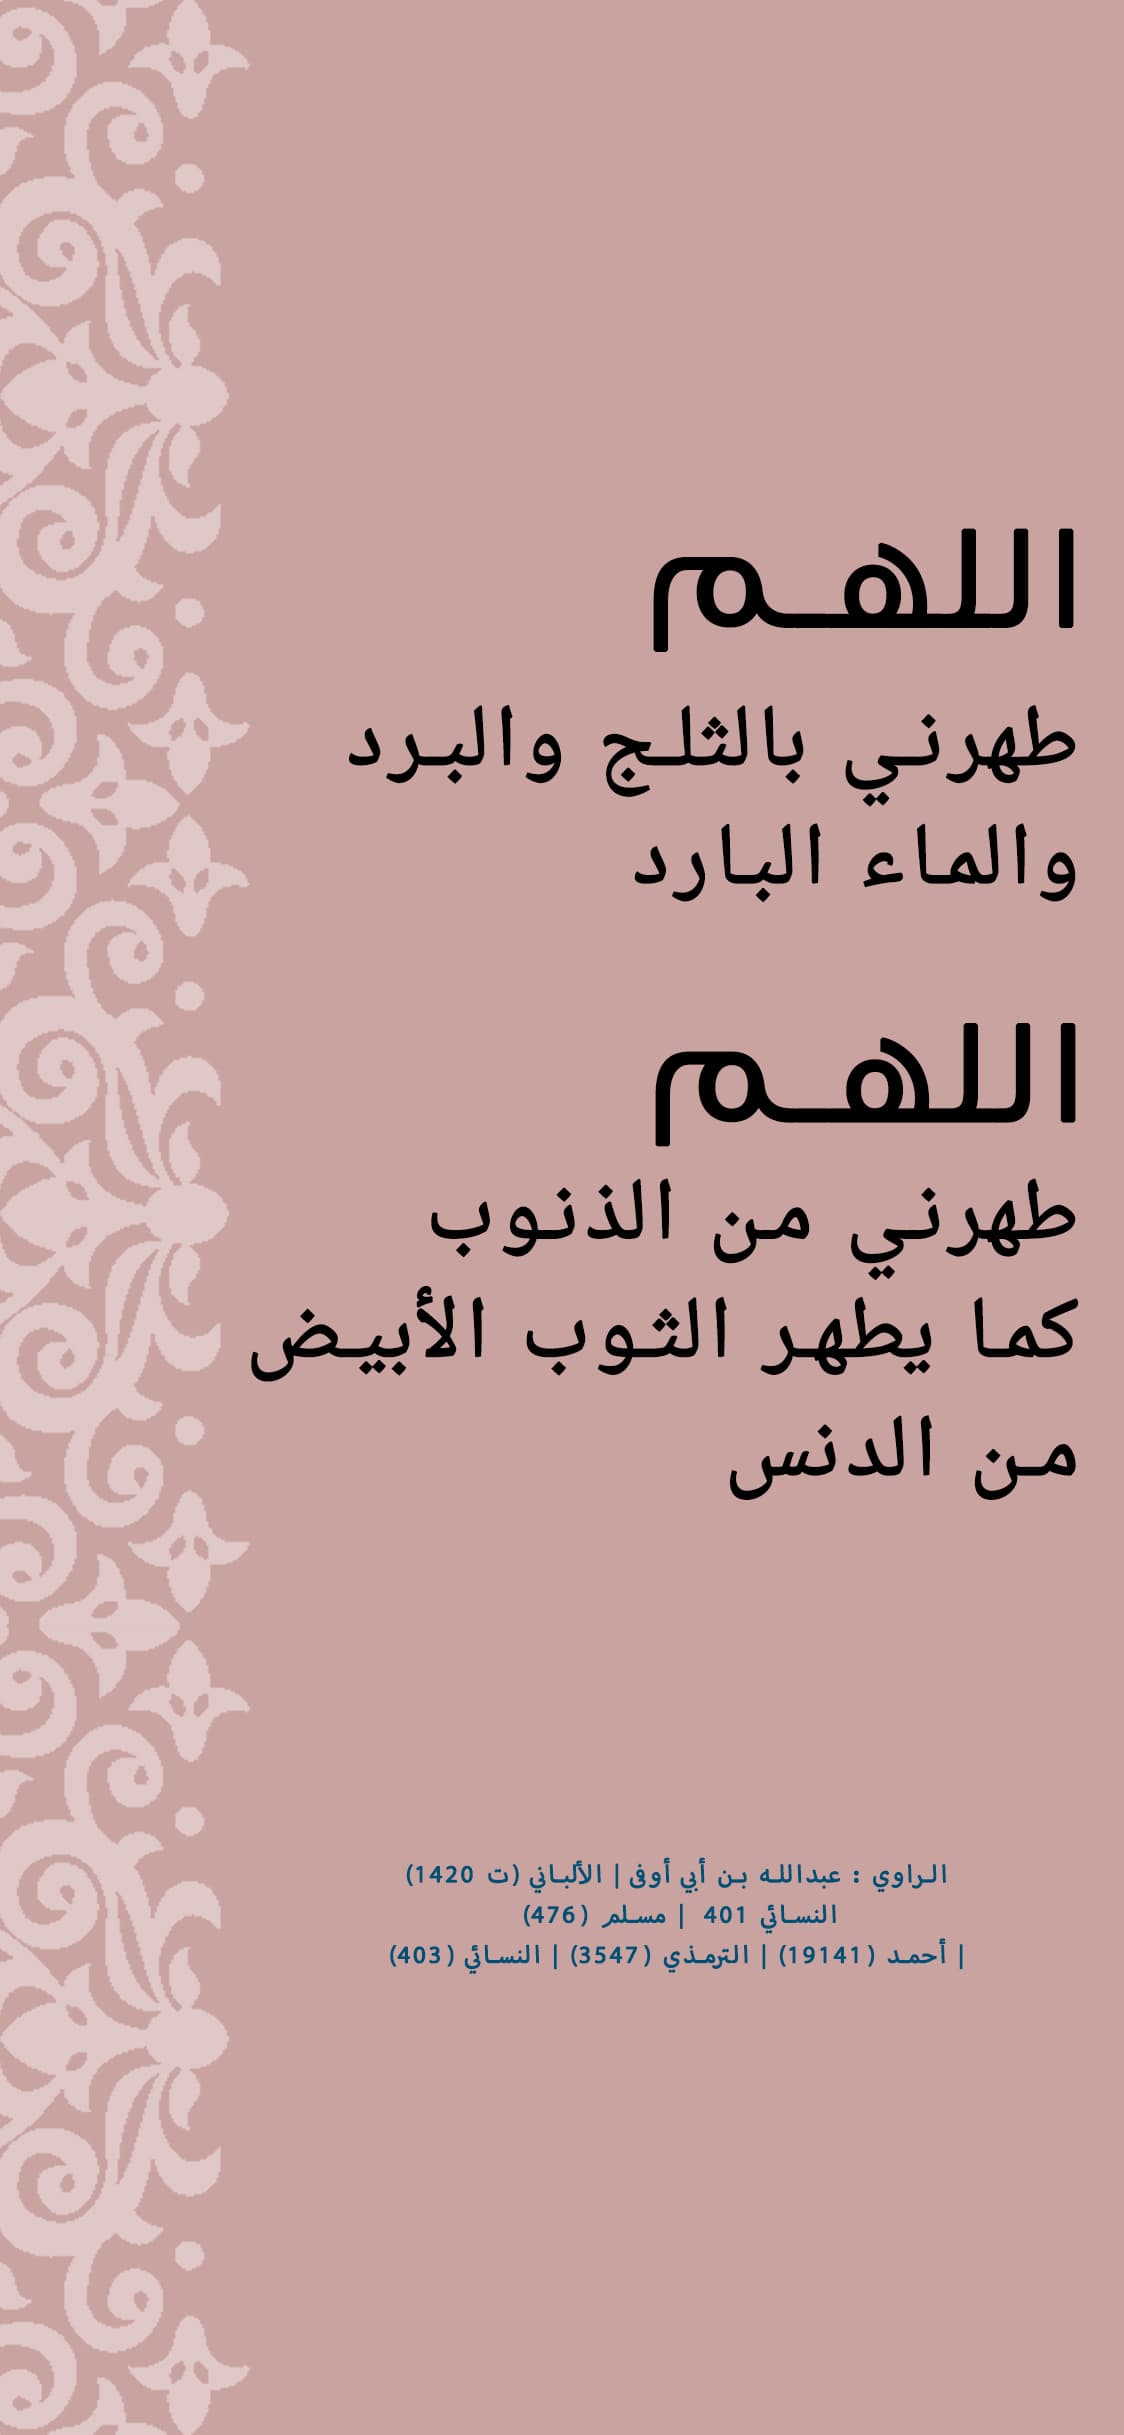 اللهم
طهرني بالثلج والبرد
والماء البارد
اللهم
طهرني من الذنوب
كما يطهر الثوب الأبيض
من الدنس
الراوي : عبدالله بن أبي أوفى | الألباني (ت 1420)
النسائي 401 | مسلم (476)
| أحمد (19141) | الترمذي (3547) | النسائي (403)